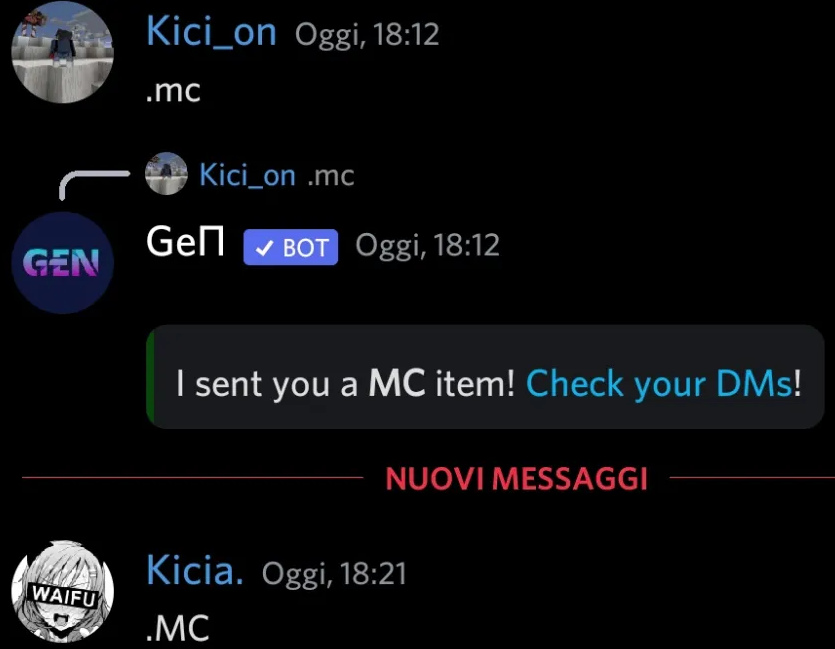 Kici_on Oggi, 18:12
.mc
Kici_on .mc
GEN
GeП ✓ BOT Oggi, 18:12
I sent you a MC item! Check your DMs!
NUOVI MESSAGGI
Kicia. Oggi, 18:21
WAIFU
.MC